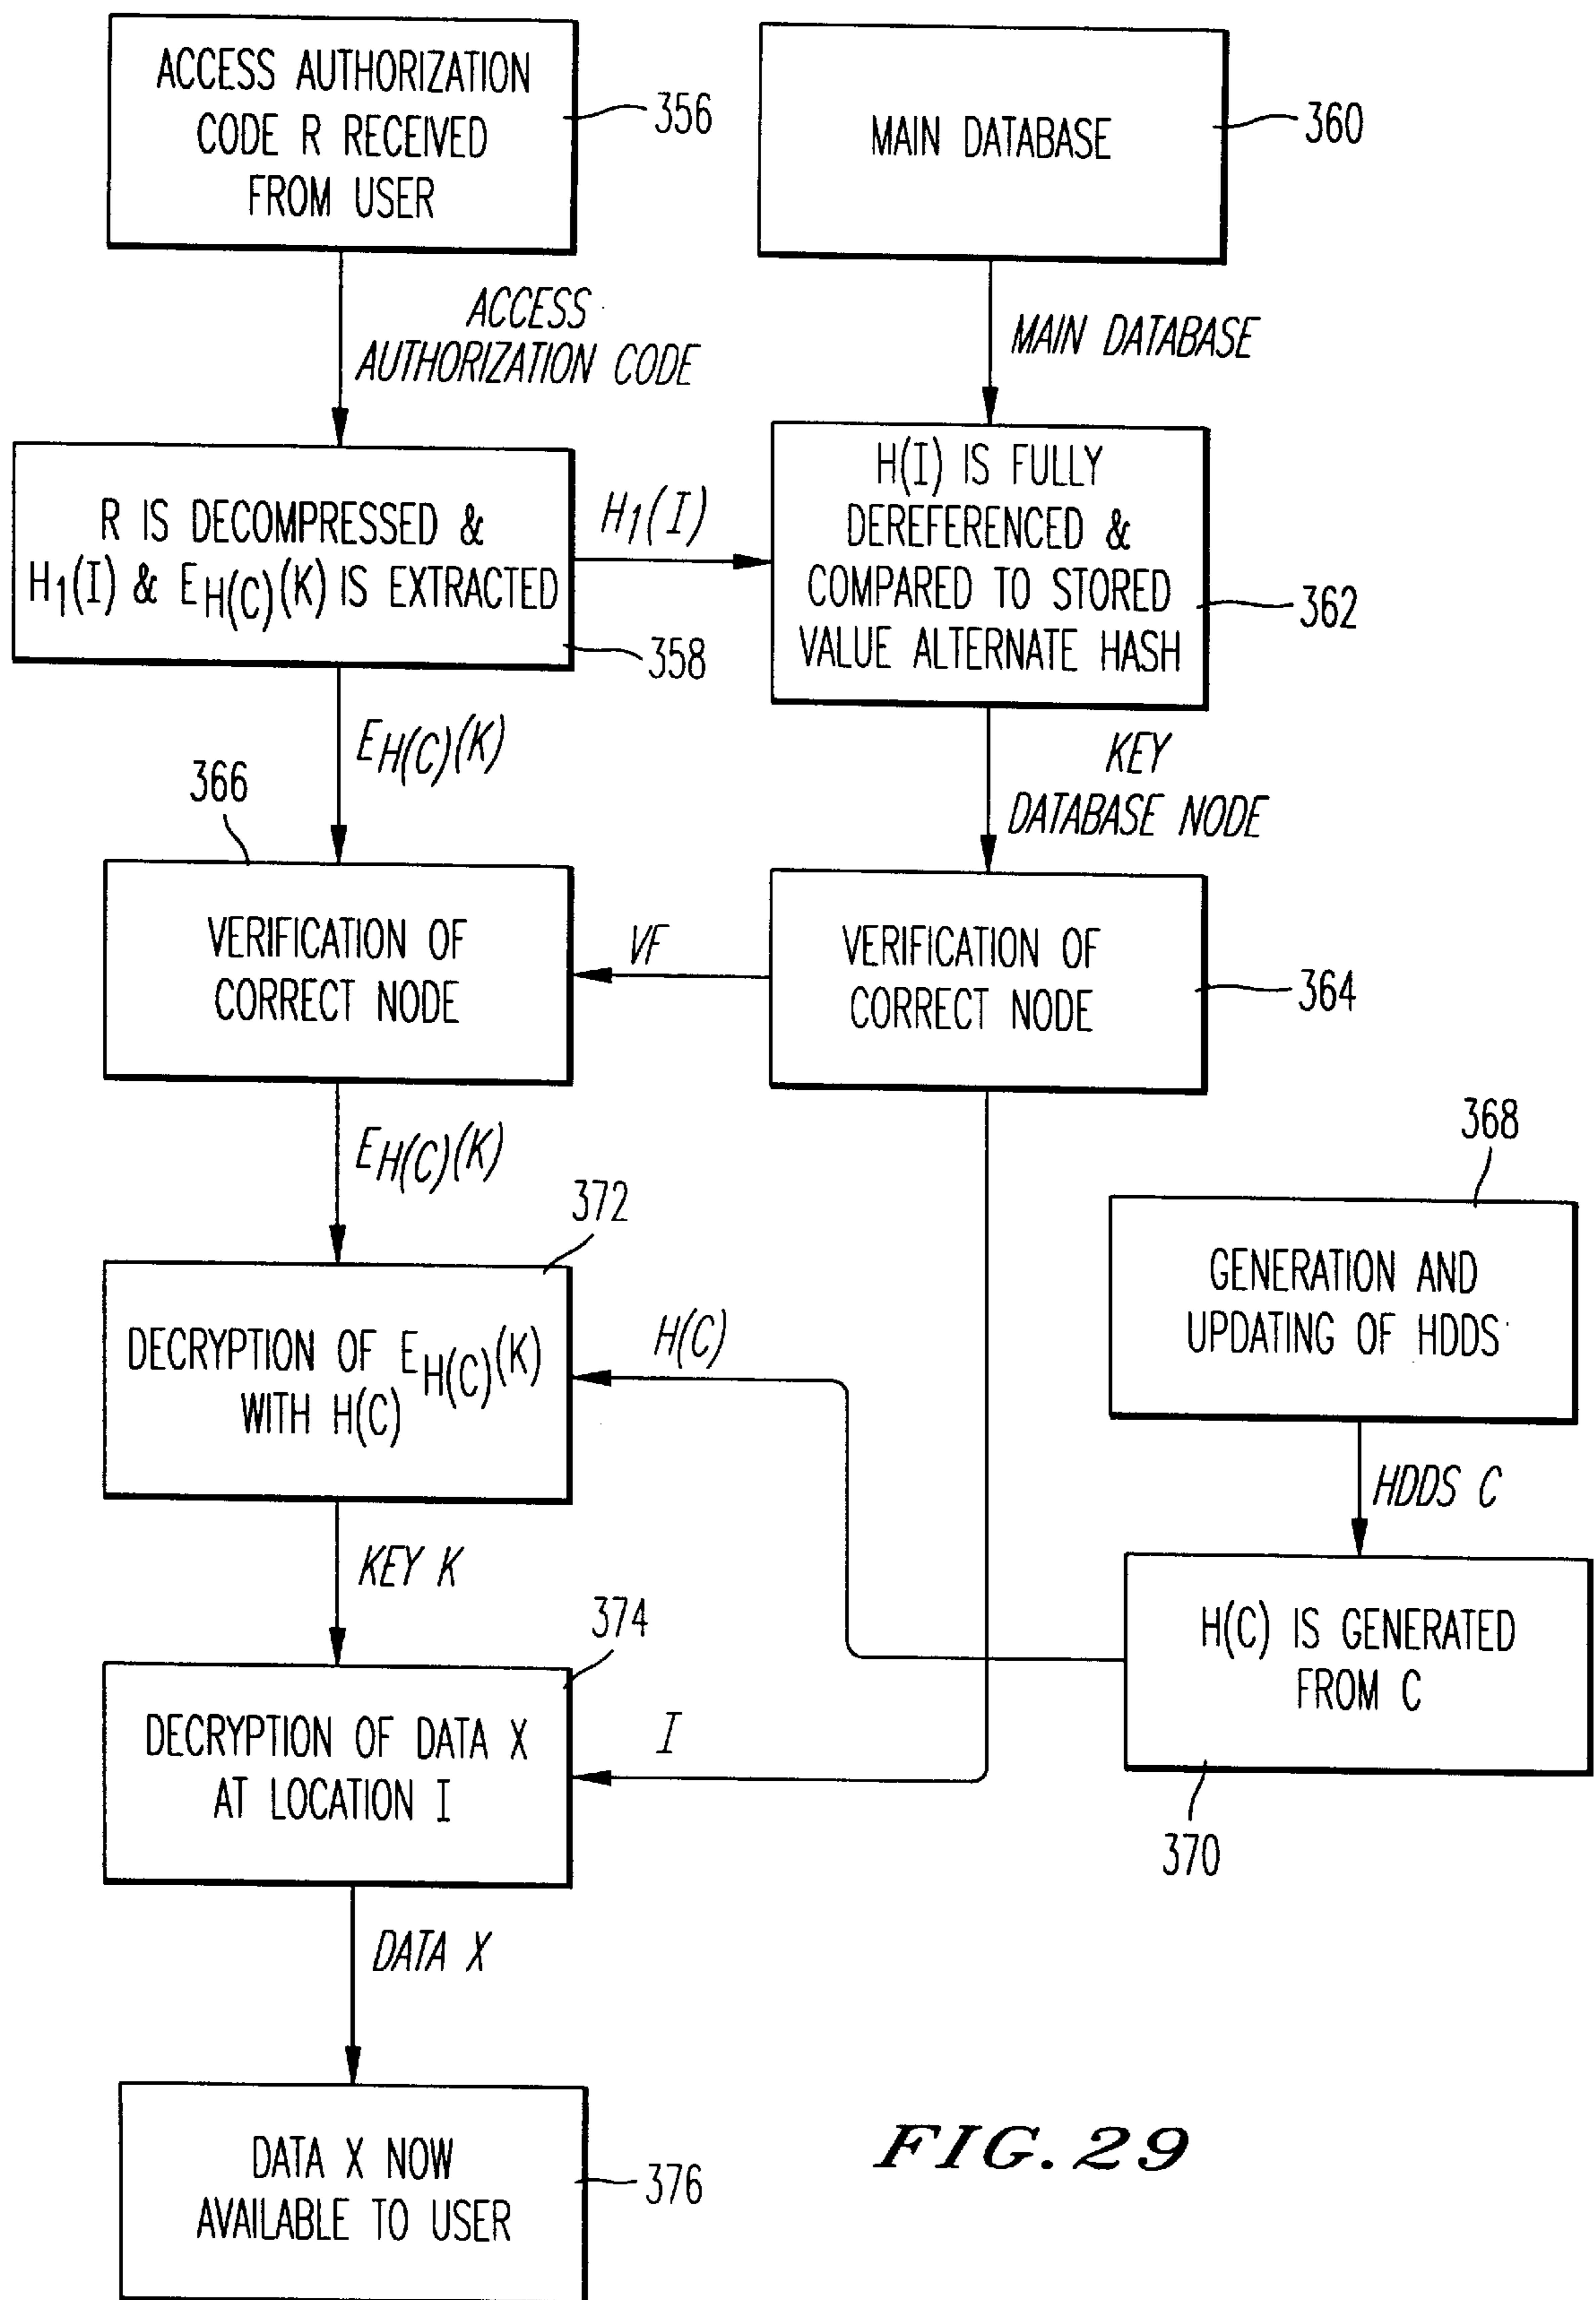 ACCESS AUTHORIZATION
CODE R RECEIVED
FROM USER
356
MAIN DATABASE
360
ACCESS
AUTHORIZATION CODE
MAIN DATABASE
R IS DECOMPRESSED &
H1(I) & EH(C)(K) IS EXTRACTED
358
H1(I)
H(I) IS FULLY
DEREFERENCED &
COMPARED TO STORED
VALUE ALTERNATE HASH
362
EH(C)(K)
KEY
DATABASE NODE
366
VERIFICATION OF
CORRECT NODE
VF
VERIFICATION OF
CORRECT NODE
364
EH(C)(K)
368
GENERATION AND
UPDATING OF HDDS
372
DECRYPTION OF EH(C)(K)
WITH H(C)
H(C)
HDDS C
KEY K
374
H(C) IS GENERATED
FROM C
370
DECRYPTION OF DATA X
AT LOCATION I
I
DATA X
DATA X NOW
AVAILABLE TO USER
376
FIG. 29